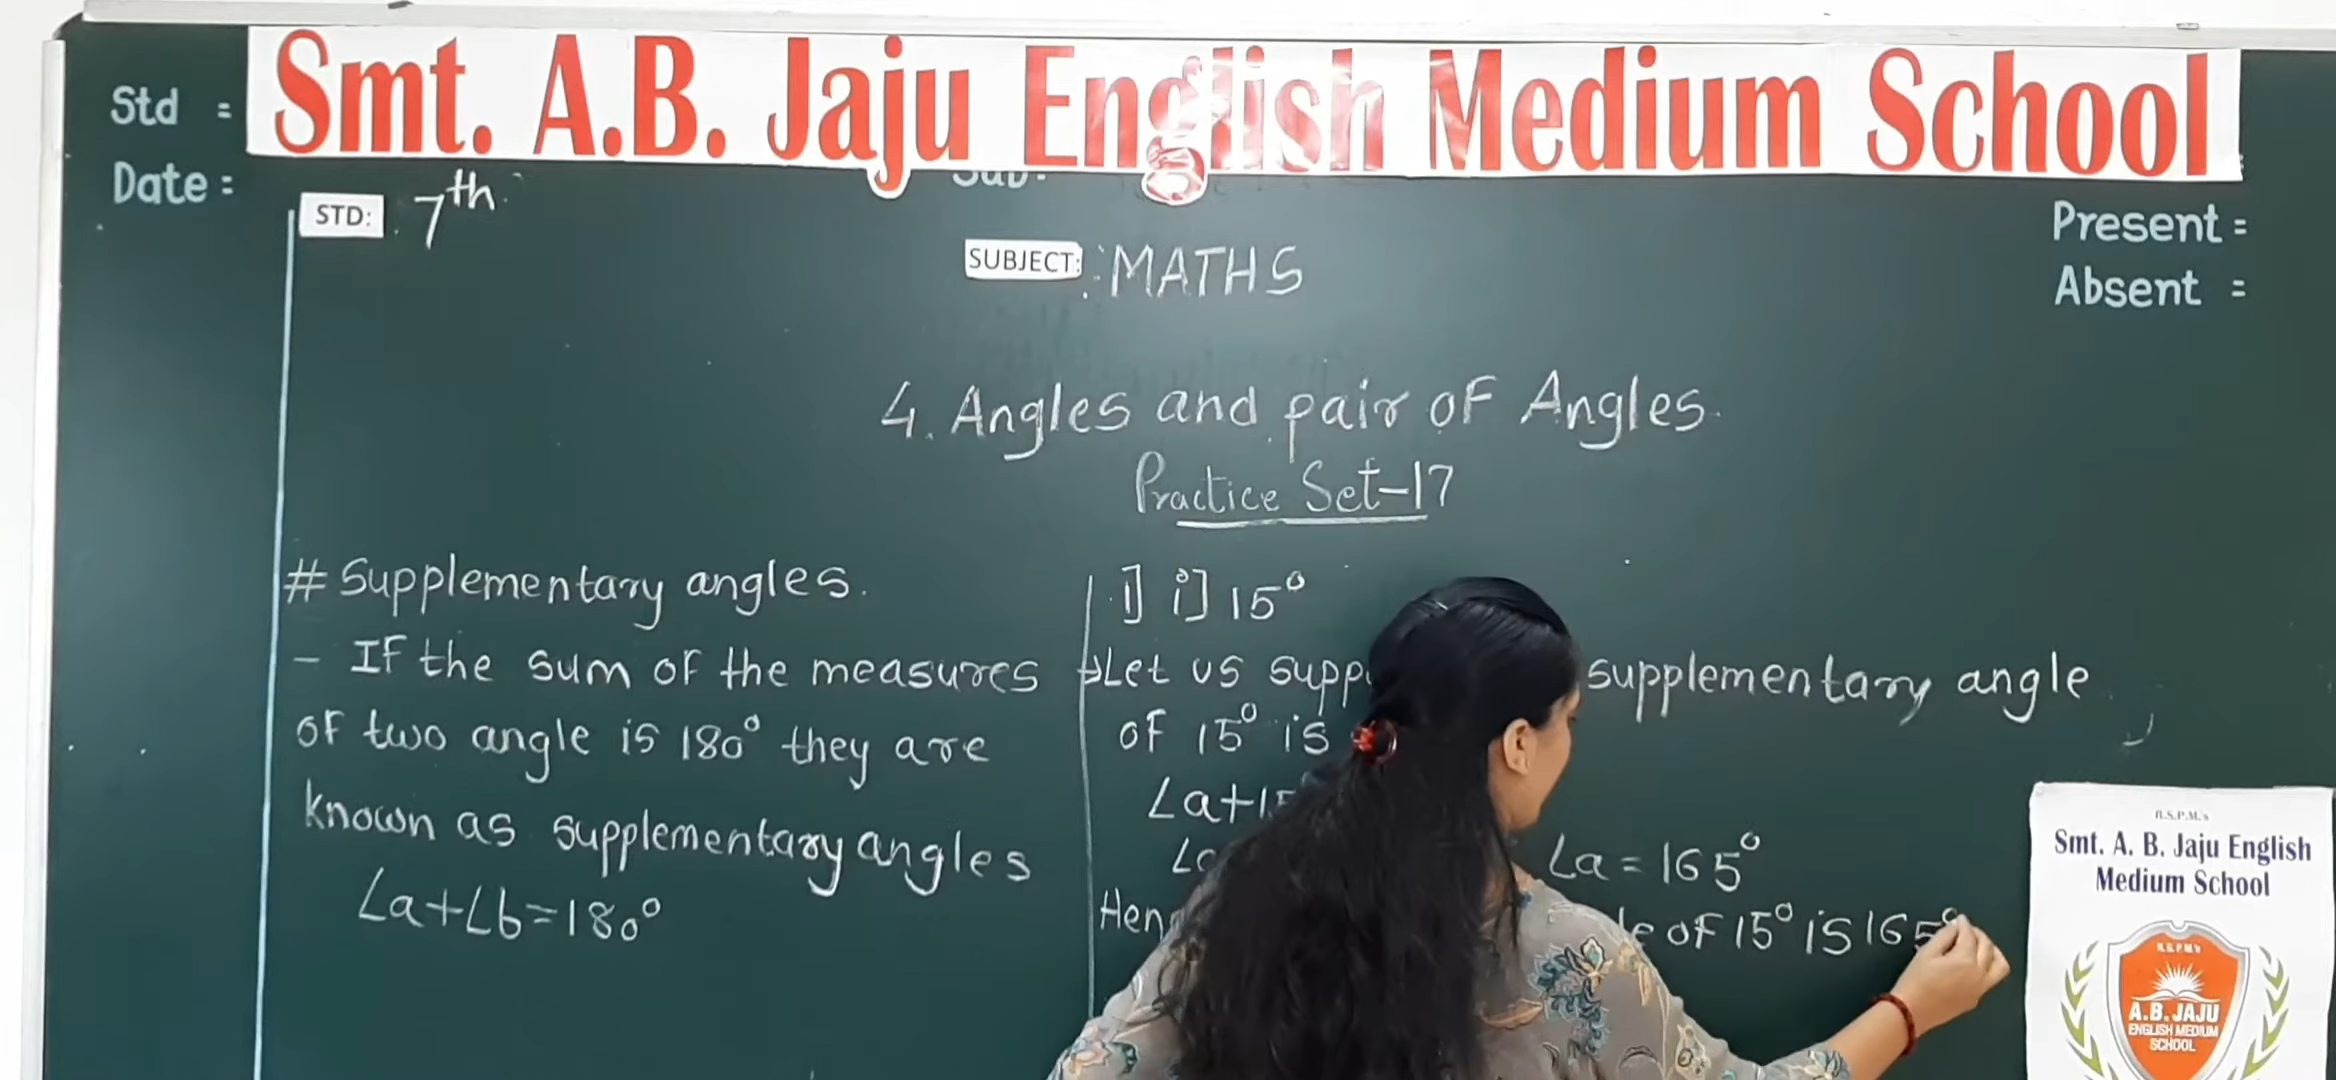 Smt. A.B. Jaju English Medium School
Std =
Date =
STD: 7th
SUBJECT: MATHS
Present =
Absent =
4. Angles and pair of Angles.
Practice Set-17
# Supplementary angles.
- If the sum of the measures
of two angle is 180° they are
known as supplementary angles
∠a+∠b=180°
1] i] 15°
Let us supplementary angle
of 15° is
∠a+15
∠a = 165°
of 15° is 165°
R.S.P.M.'s
Smt. A. B. Jaju English
Medium School
R.S.P.M's
A.B. JAJU
ENGLISH MEDIUM
SCHOOL